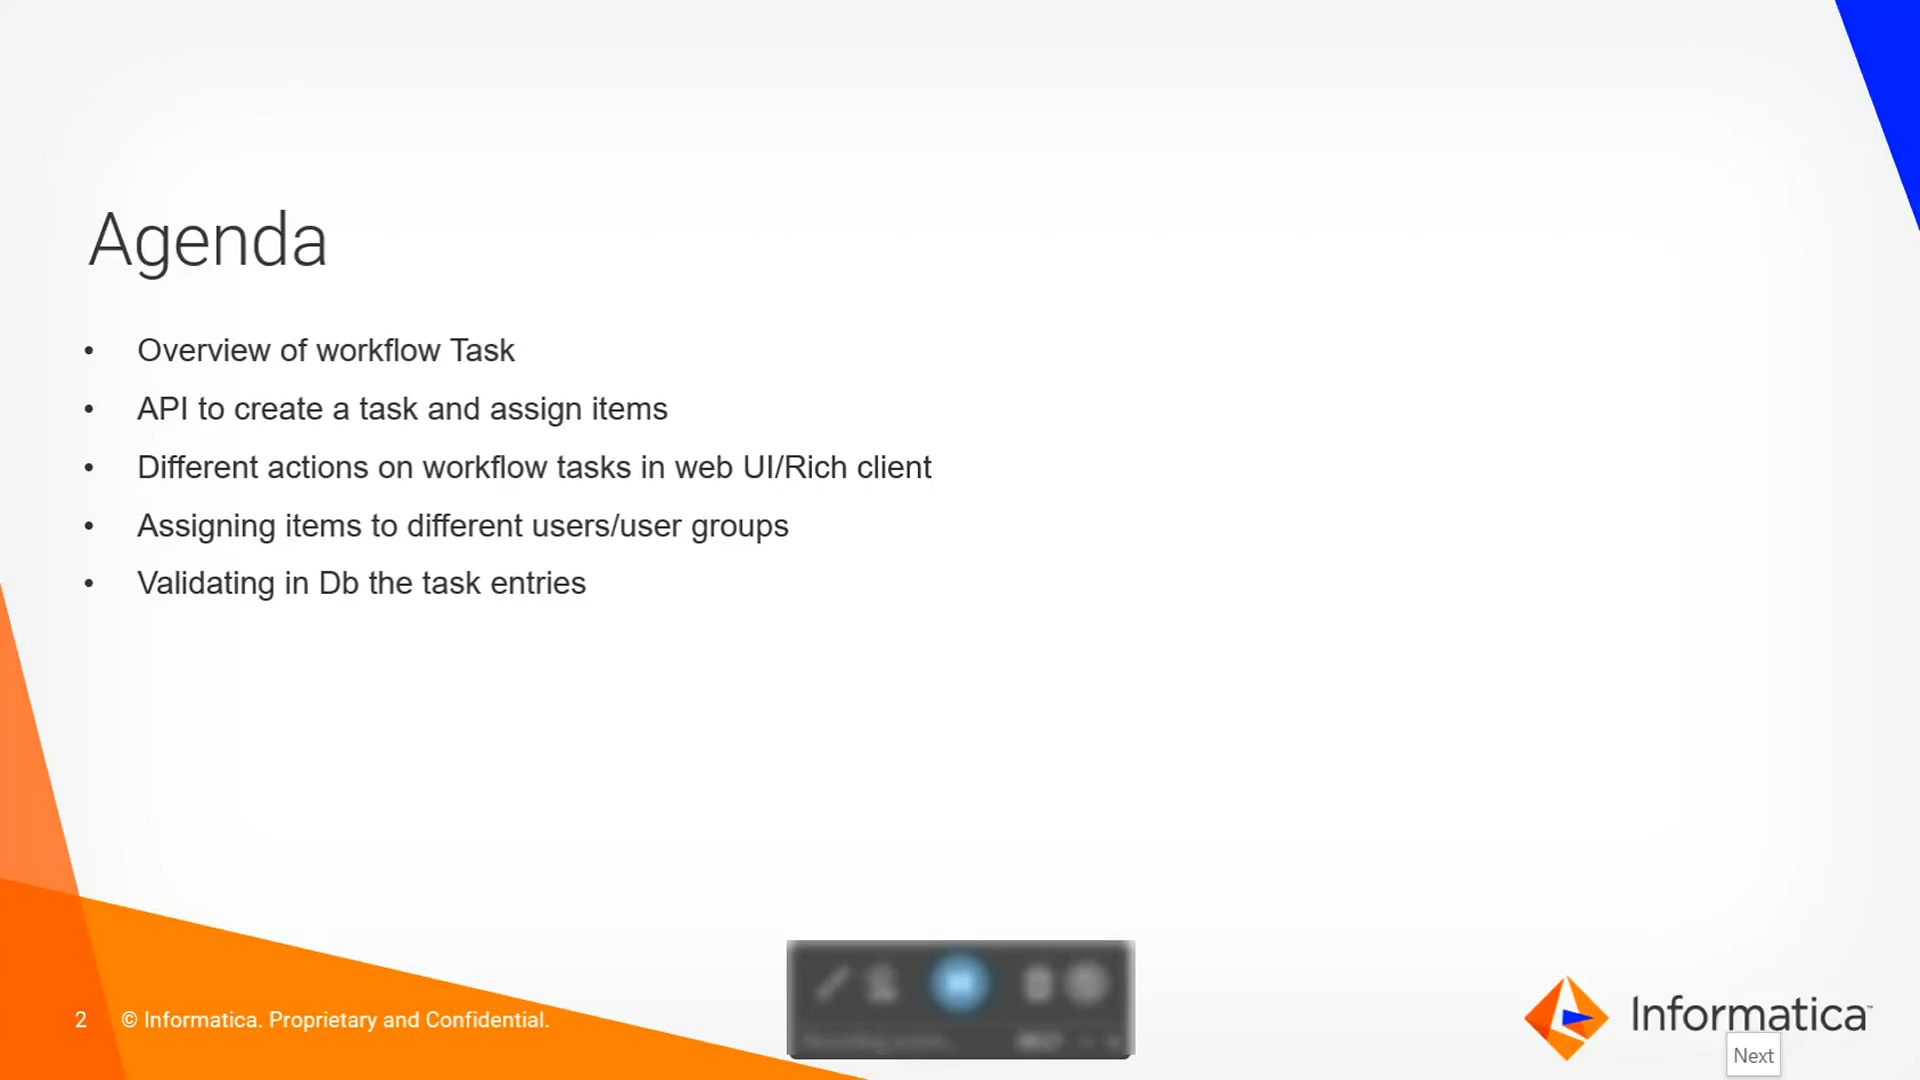 Agenda
• Overview of workflow Task
• API to create a task and assign items
• Different actions on workflow tasks in web UI/Rich client
• Assigning items to different users/user groups
• Validating in Db the task entries
2 © Informatica. Proprietary and Confidential.
Informatica™
Next